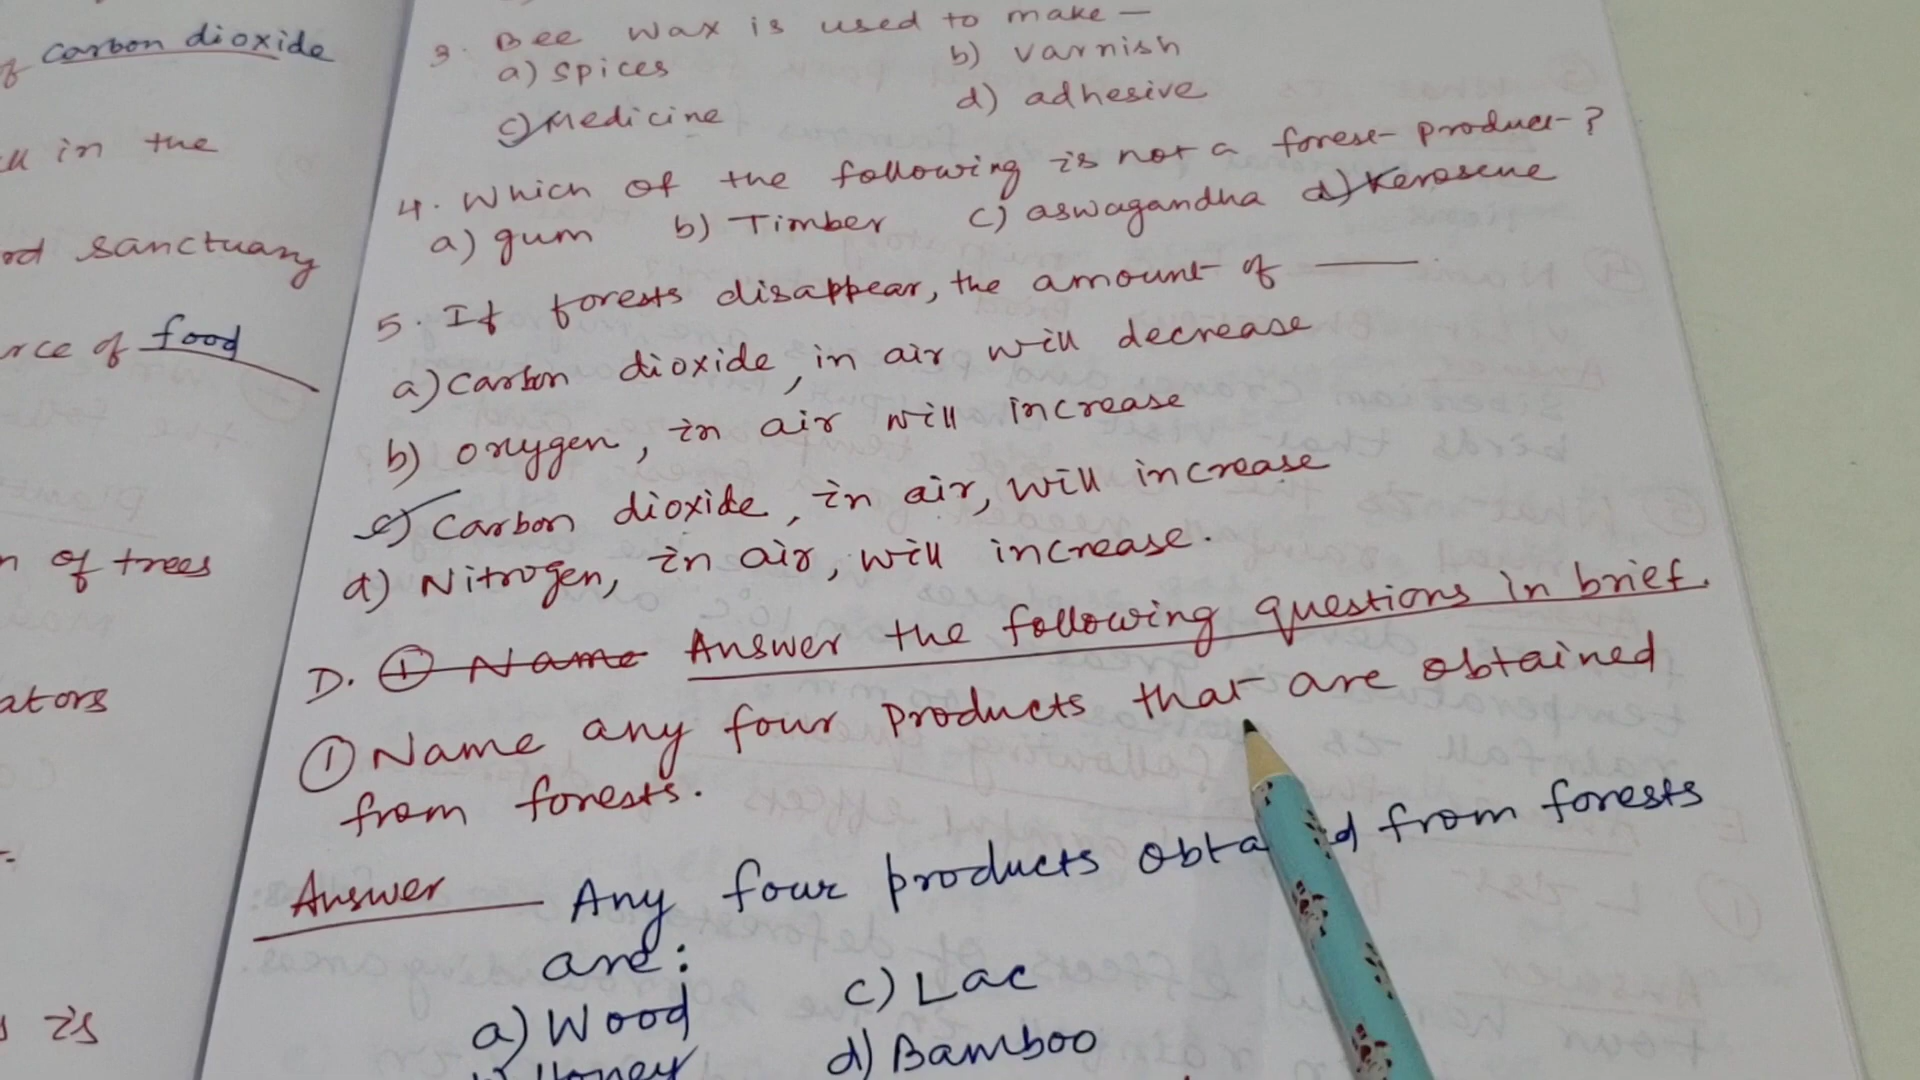 of carbon dioxide
in the
sanctuary
of food
of trees
ators
is
3. Bee wax is used to make —
a) spices b) varnish
c) Medicine d) adhesive
4. Which of the following is not a forest product?
a) gum b) Timber c) aswagandha d) Kerosene
5. If forests disappear, the amount of ——
a) Carbon dioxide, in air will decrease
b) oxygen, in air will increase
c) Carbon dioxide, in air, will increase
d) Nitrogen, in air, will increase.
D. ① Name Answer the following questions in brief.
① Name any four products that are obtained
from forests.
Answer — Any four products obta d from forests
are:
a) Wood c) Lac
Honey d) Bamboo